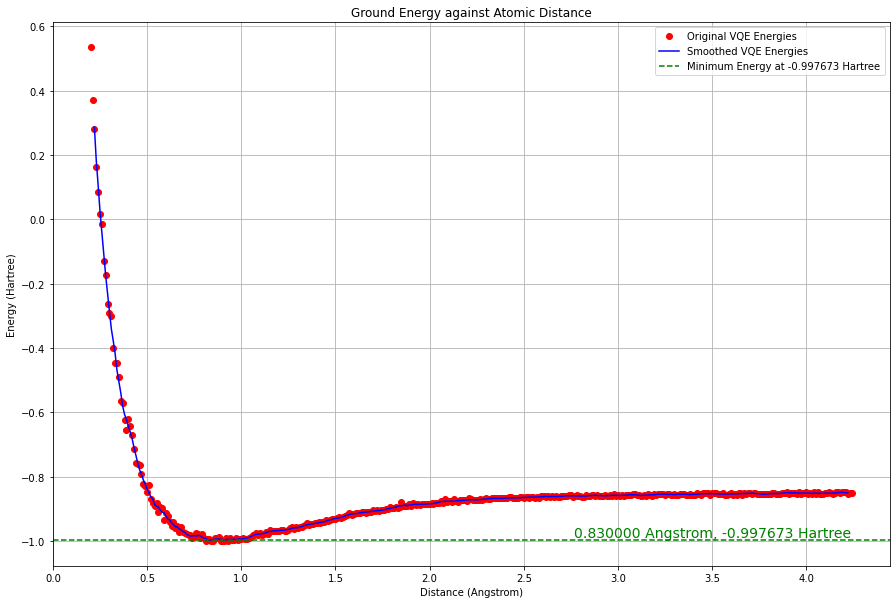 Ground Energy against Atomic Distance
Original VQE Energies
Smoothed VQE Energies
Minimum Energy at -0.997673 Hartree
Energy (Hartree)
0.6
0.4
0.2
0.0
−0.2
−0.4
−0.6
−0.8
−1.0
0.830000 Angstrom, -0.997673 Hartree
0.0 0.5 1.0 1.5 2.0 2.5 3.0 3.5 4.0
Distance (Angstrom)